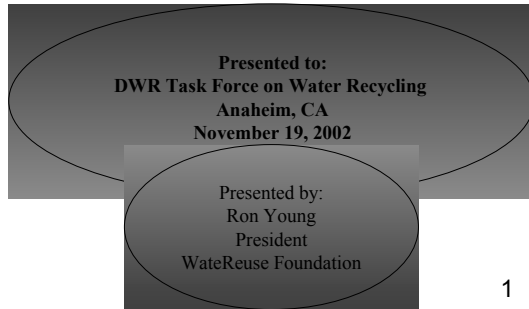 Presented to:
DWR Task Force on Water Recycling
Anaheim, CA
November 19, 2002
Presented by:
Ron Young
President
WateReuse Foundation
1